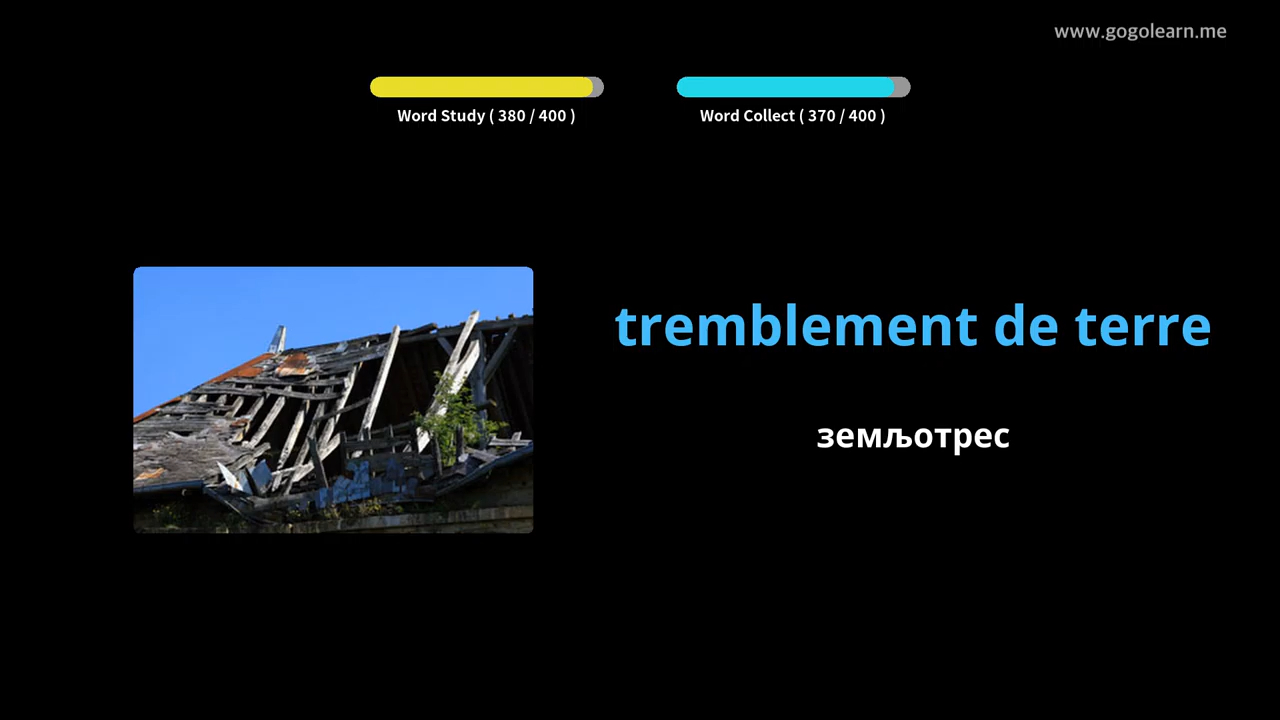 www.gogolearn.me
Word Study ( 380 / 400 )
Word Collect ( 370 / 400 )
tremblement de terre
земљотрес